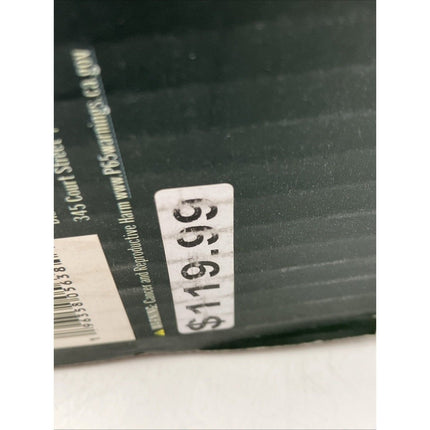 345 Court Street
⚠ WARNING: Cancer and Reproductive Harm www.P65warnings.ca.gov
$119.99